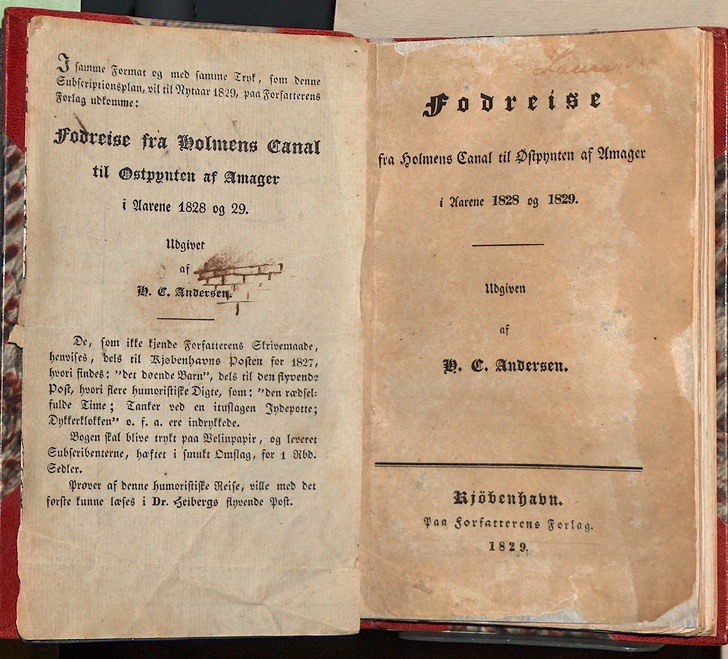 I samme Format og med samme Tryk, som denne
Subscriptionsplan, vil til Nytaar 1829, paa Forfatterens
Forlag udkomme:
Fodreise fra Holmens Canal
til Østpynten af Amager
i Aarene 1828 og 29.
Udgivet
af
H. C. Andersen.
De, som ikke kjende Forfatterens Skrivemaade,
henvises, dels til Kjøbenhavns Posten for 1827,
hvori findes: "det døende Barn", dels til den flyvende
Post, hvori flere humoristiske Digte, som: "den rædsel-
fulde Time; Tanker ved en ituslagen Jydepotte;
Dykkerklokken" o. s. a. ere indrykkede.
Bogen skal blive trykt paa Velinpapir, og leveret
Subscribenterne, hæftet i smukt Omslag, for 1 Rbd.
Sedler.
Prøver af denne humoristiske Reise, ville med det
første kunne læses i Dr. Heibergs flyvende Post.
Fodreise
fra Holmens Canal til Østpynten af Amager
i Aarene 1828 og 1829.
Udgiven
af
H. C. Andersen.
Kjöbenhavn.
Paa Forfatterens Forlag.
1829.